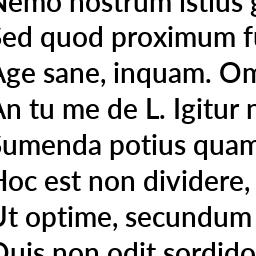 Nemo nostrum istius g
Sed quod proximum fu
Age sane, inquam. Om
An tu me de L. Igitur n
Sumenda potius quam
Hoc est non dividere,
Ut optime, secundum
Quis non odit sordido